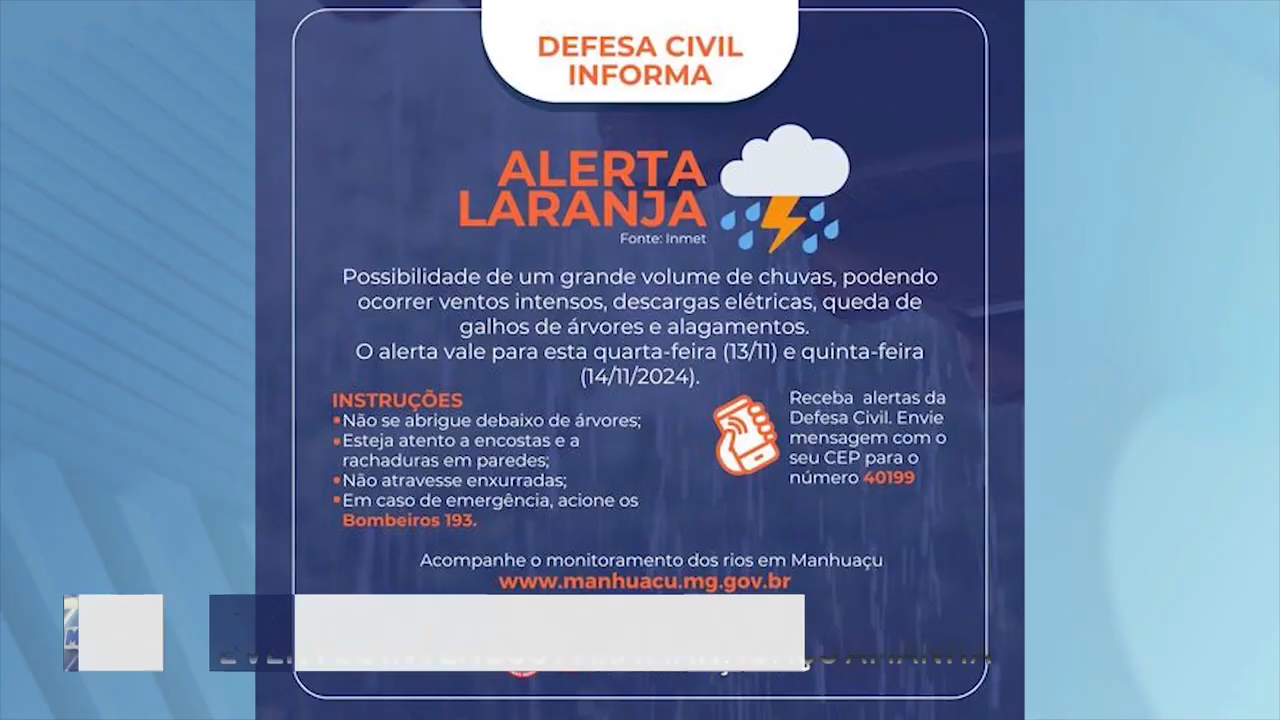 DEFESA CIVIL
INFORMA
ALERTA
LARANJA
Fonte: Inmet
Possibilidade de um grande volume de chuvas, podendo
ocorrer ventos intensos, descargas elétricas, queda de
galhos de árvores e alagamentos.
O alerta vale para esta quarta-feira (13/11) e quinta-feira
(14/11/2024).
INSTRUÇÕES
Não se abrigue debaixo de árvores;
Esteja atento a encostas e a
rachaduras em paredes;
Não atravesse enxurradas;
Em caso de emergência, acione os
Bombeiros 193.
Receba alertas da
Defesa Civil. Envie
mensagem com o
seu CEP para o
número 40199
Acompanhe o monitoramento dos rios em Manhuaçu
www.manhuacu.mg.gov.br